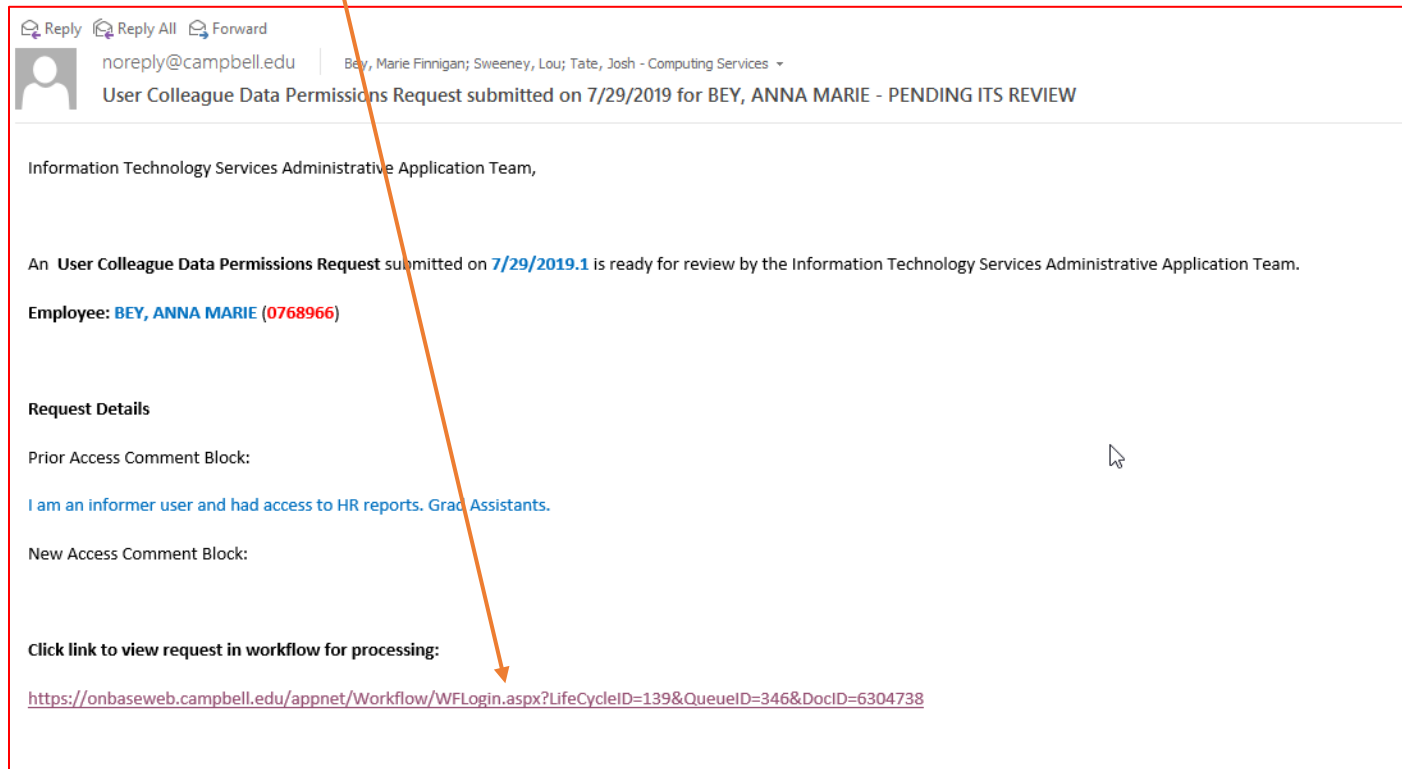 Reply Reply All Forward
noreply@campbell.edu Bey, Marie Finnigan; Sweeney, Lou; Tate, Josh - Computing Services
User Colleague Data Permissions Request submitted on 7/29/2019 for BEY, ANNA MARIE - PENDING ITS REVIEW
Information Technology Services Administrative Application Team,
An User Colleague Data Permissions Request submitted on 7/29/2019.1 is ready for review by the Information Technology Services Administrative Application Team.
Employee: BEY, ANNA MARIE (0768966)
Request Details
Prior Access Comment Block:
I am an informer user and had access to HR reports. Grad Assistants.
New Access Comment Block:
Click link to view request in workflow for processing:
https://onbaseweb.campbell.edu/appnet/Workflow/WFLogin.aspx?LifeCycleID=139&QueueID=346&DocID=6304738